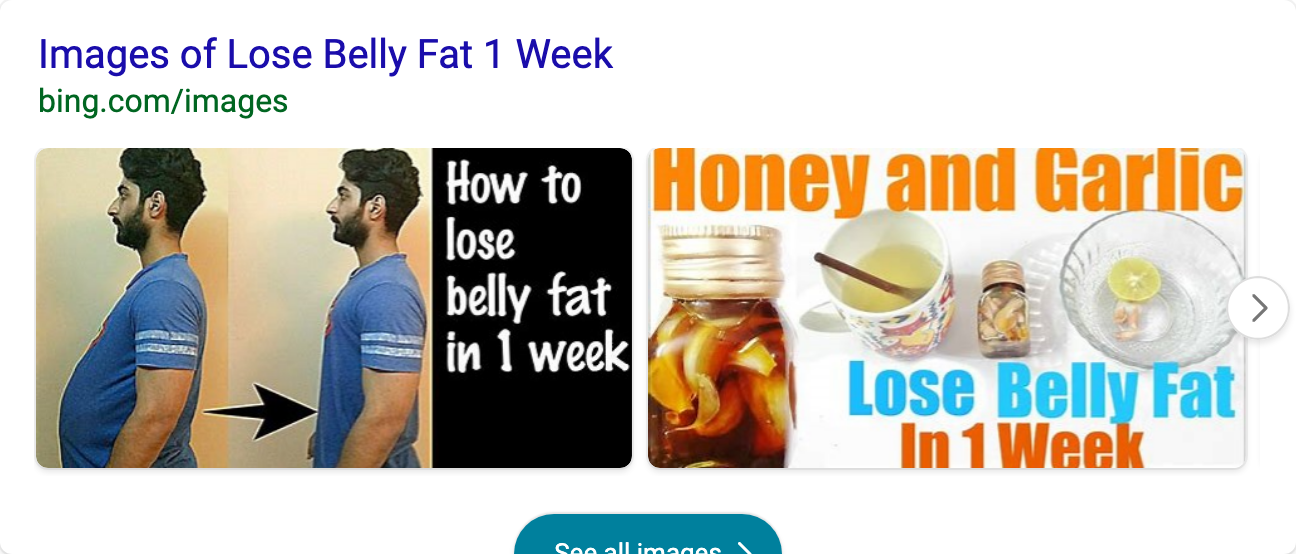 Images of Lose Belly Fat 1 Week
bing.com/images
How to
lose
belly fat
in 1 week
Honey and Garlic
Lose Belly Fat
In 1 Week
See all images